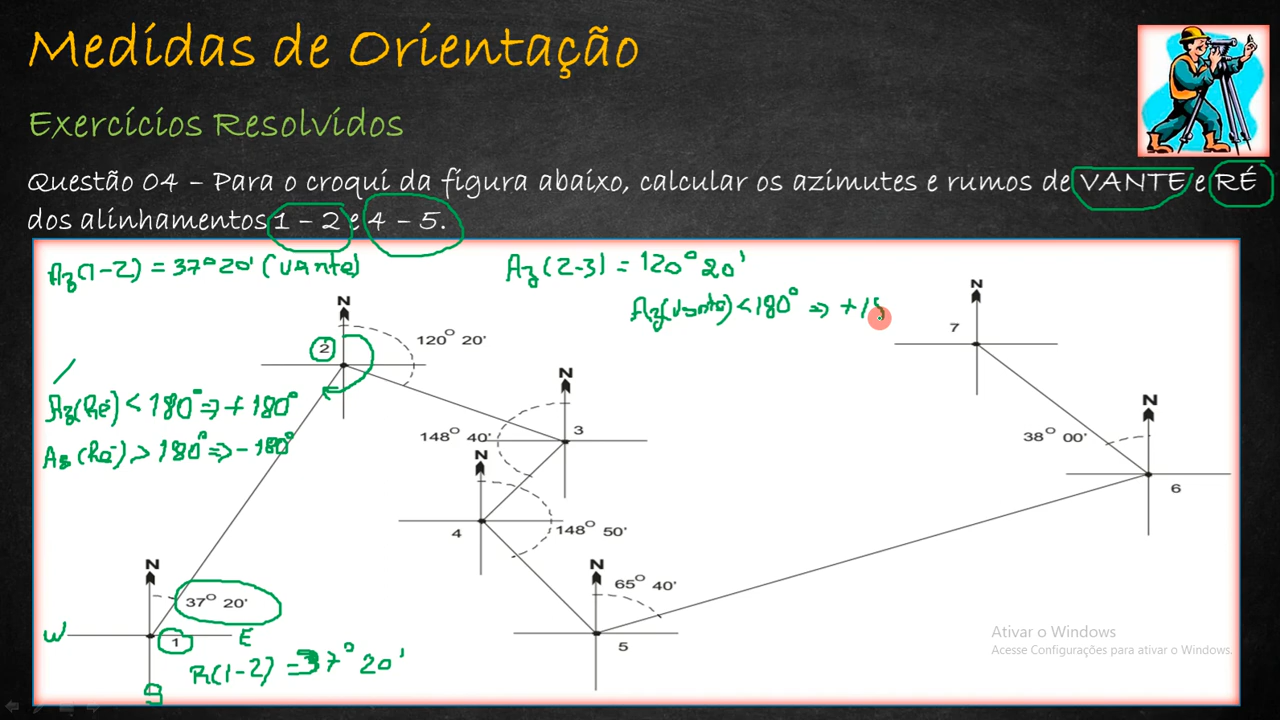 Medidas de Orientação
Exercícios Resolvidos
Questão 04 – Para o croqui da figura abaixo, calcular os azimutes e rumos de VANTE e RÉ
dos alinhamentos 1 – 2 e 4 – 5.
Az(1-2) = 37° 20' (vante)
Az(2-3) = 120° 20'
Az(vante) < 180° => +18
N
2
120° 20'
N
7
Az(Ré) < 180° => + 180°
Az(Ré) > 180° => - 180°
N
3
148° 40'
N
4
148° 50'
N
6
38° 00'
N
37° 20'
W
1
E
S
R(1-2) = 37° 20'
N
65° 40'
5
Ativar o Windows
Acesse Configurações para ativar o Windows.